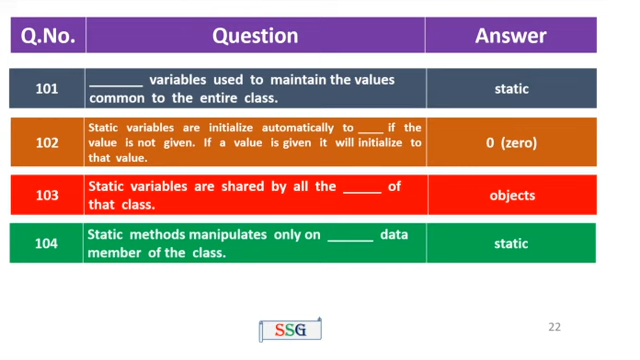 Q.No. Question Answer
101 _______ variables used to maintain the values common to the entire class. static
102 Static variables are initialize automatically to ____ if the value is not given. If a value is given it will initialize to that value. 0 (zero)
103 Static variables are shared by all the _____ of that class. objects
104 Static methods manipulates only on ______ data member of the class. static
SSG
22